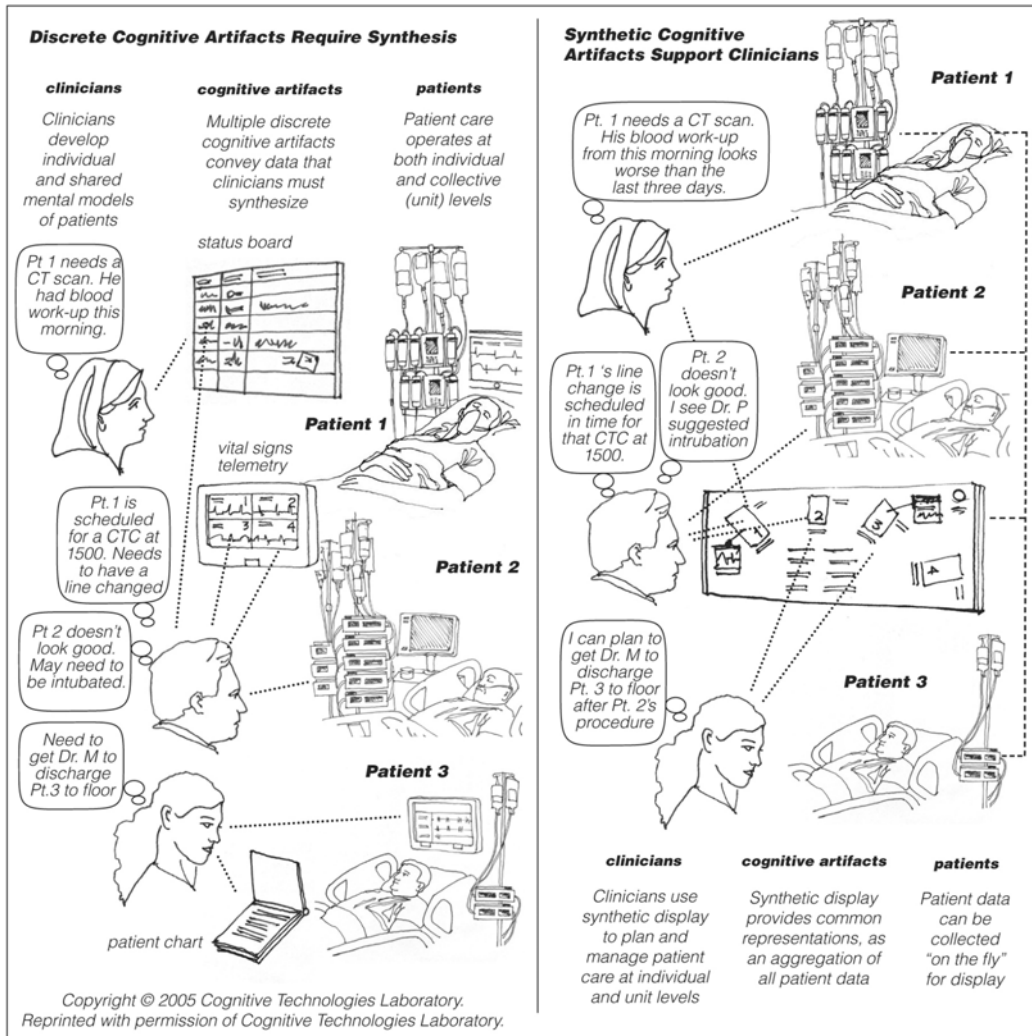 Discrete Cognitive Artifacts Require Synthesis
clinicians
Clinicians
develop
individual
and shared
mental models
of patients
cognitive artifacts
Multiple discrete
cognitive artifacts
convey data that
clinicians must
synthesize
patients
Patient care
operates at
both individual
and collective
(unit) levels
status board
Pt 1 needs a
CT scan. He
had blood
work-up this
morning.
Patient 1
vital signs
telemetry
1
2
3
4
Pt.1 is
scheduled
for a CTC at
1500. Needs
to have a
line changed
Patient 2
Pt 2 doesn't
look good.
May need to
be intubated.
Need to
get Dr. M to
discharge
Pt.3 to floor
Patient 3
patient chart
Copyright © 2005 Cognitive Technologies Laboratory.
Reprinted with permission of Cognitive Technologies Laboratory.
Synthetic Cognitive
Artifacts Support Clinicians
Patient 1
Pt. 1 needs a CT scan.
His blood work-up
from this morning looks
worse than the
last three days.
Patient 2
Pt.1 's line
change is
scheduled
in time for
that CTC at
1500.
Pt. 2
doesn't
look good.
I see Dr. P
suggested
intrubation
1
2
3
4
I can plan to
get Dr. M to
discharge
Pt. 3 to floor
after Pt. 2's
procedure
Patient 3
clinicians
Clinicians use
synthetic display
to plan and
manage patient
care at individual
and unit levels
cognitive artifacts
Synthetic display
provides common
representations, as
an aggregation of
all patient data
patients
Patient data
can be
collected
"on the fly"
for display